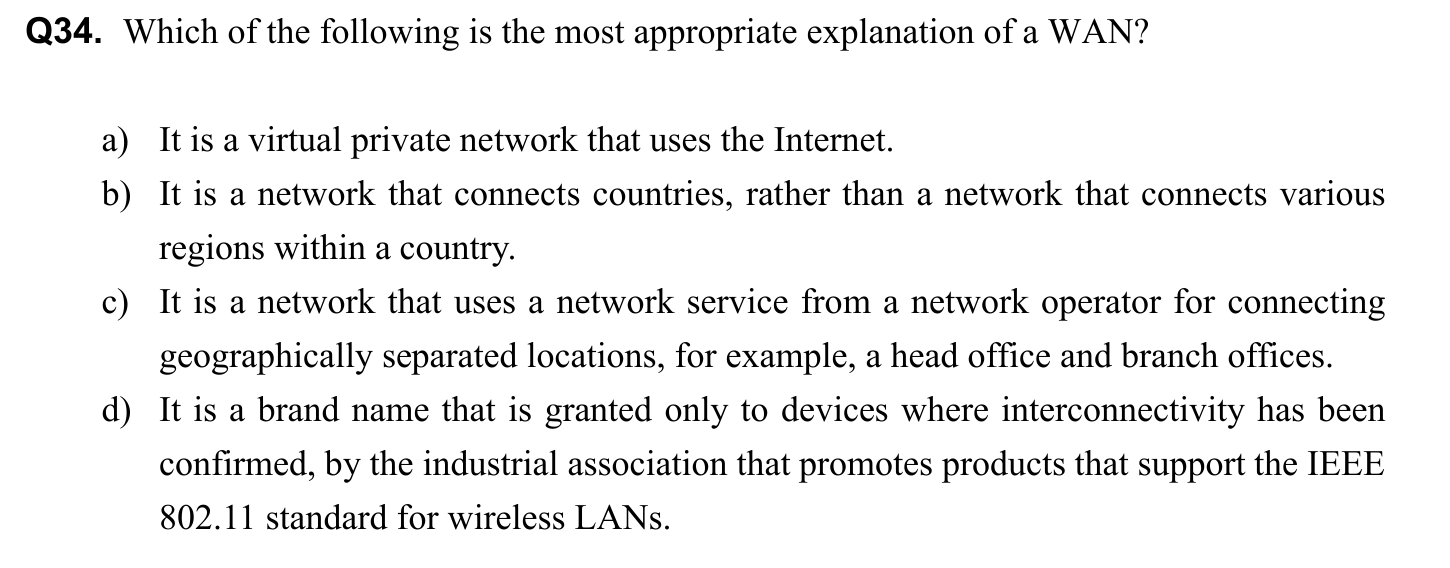 Q34. Which of the following is the most appropriate explanation of a WAN?
a) It is a virtual private network that uses the Internet.
b) It is a network that connects countries, rather than a network that connects various
regions within a country.
c) It is a network that uses a network service from a network operator for connecting
geographically separated locations, for example, a head office and branch offices.
d) It is a brand name that is granted only to devices where interconnectivity has been
confirmed, by the industrial association that promotes products that support the IEEE
802.11 standard for wireless LANs.